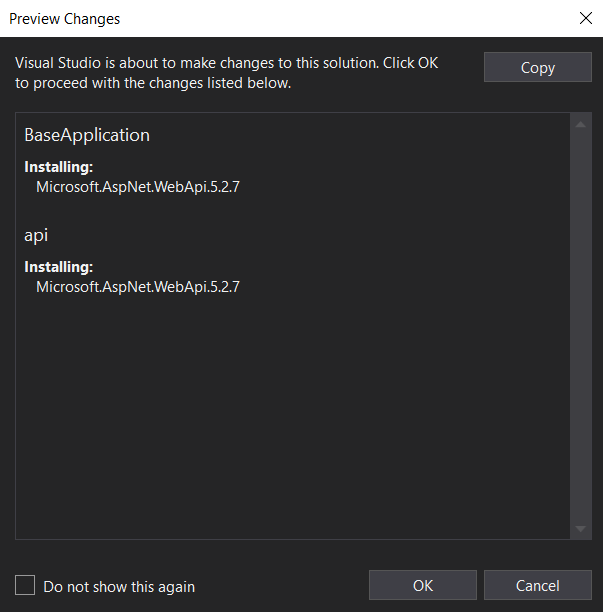 Preview Changes
Visual Studio is about to make changes to this solution. Click OK
to proceed with the changes listed below.
Copy
BaseApplication
Installing:
Microsoft.AspNet.WebApi.5.2.7
api
Installing:
Microsoft.AspNet.WebApi.5.2.7
Do not show this again
OK
Cancel